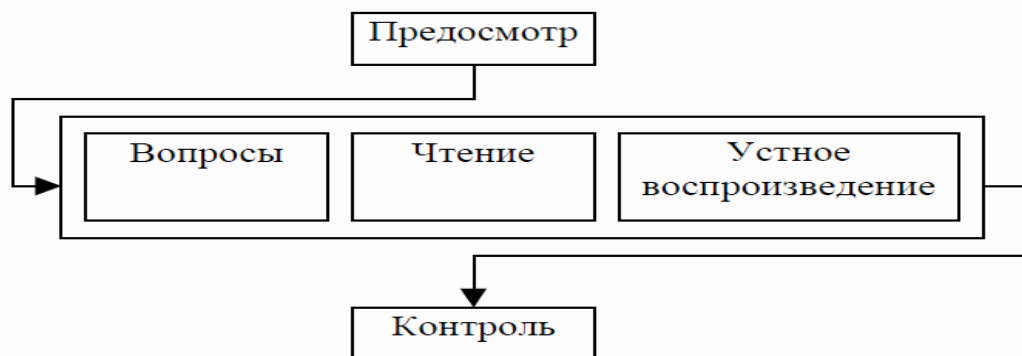 Предосмотр
Вопросы
Чтение
Устное
воспроизведение
Контроль